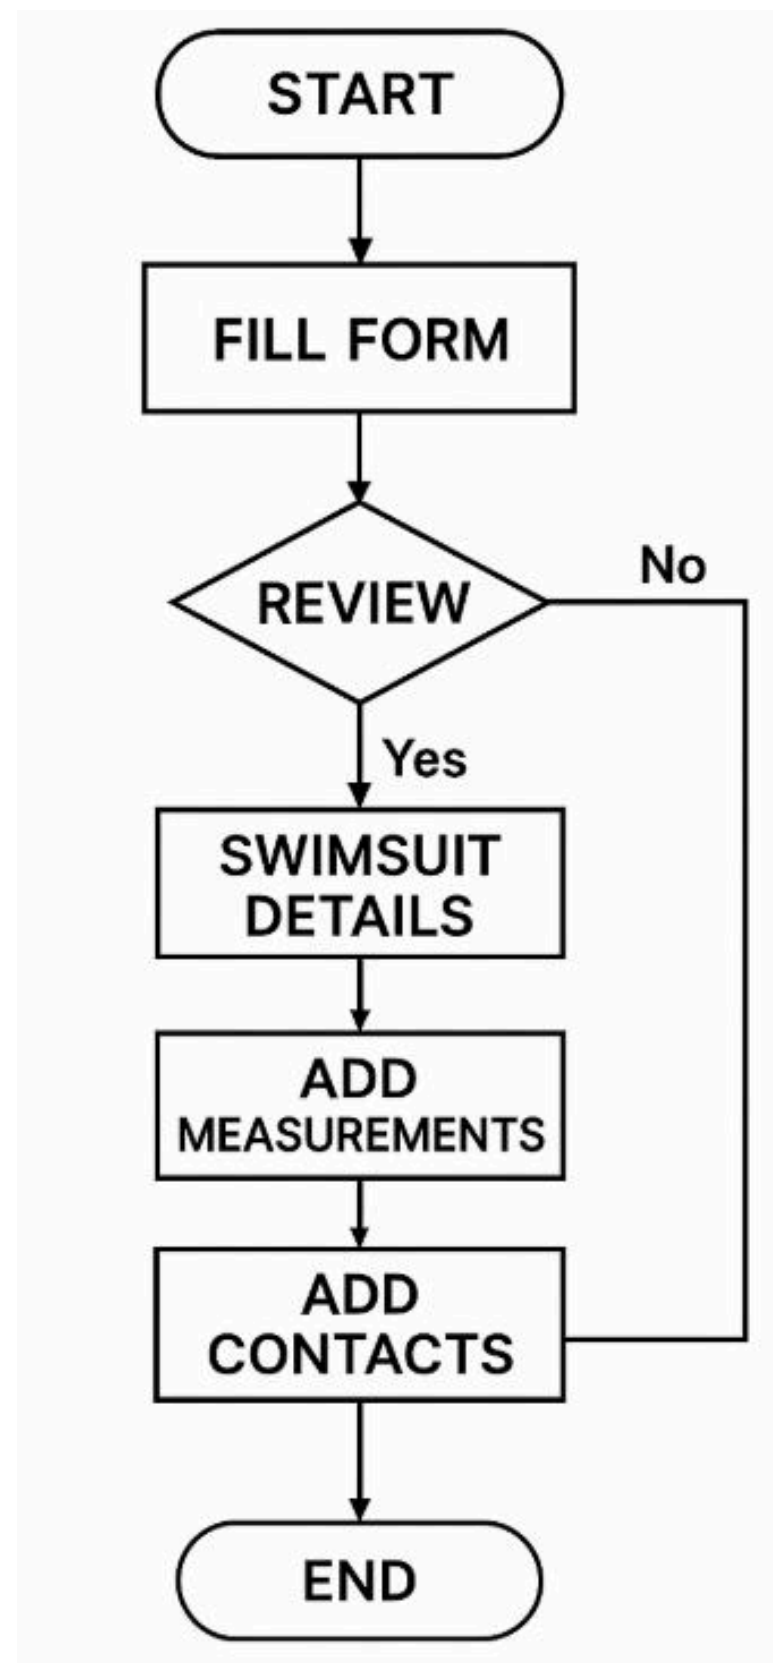 START
FILL FORM
REVIEW
No
Yes
SWIMSUIT
DETAILS
ADD
MEASUREMENTS
ADD
CONTACTS
END